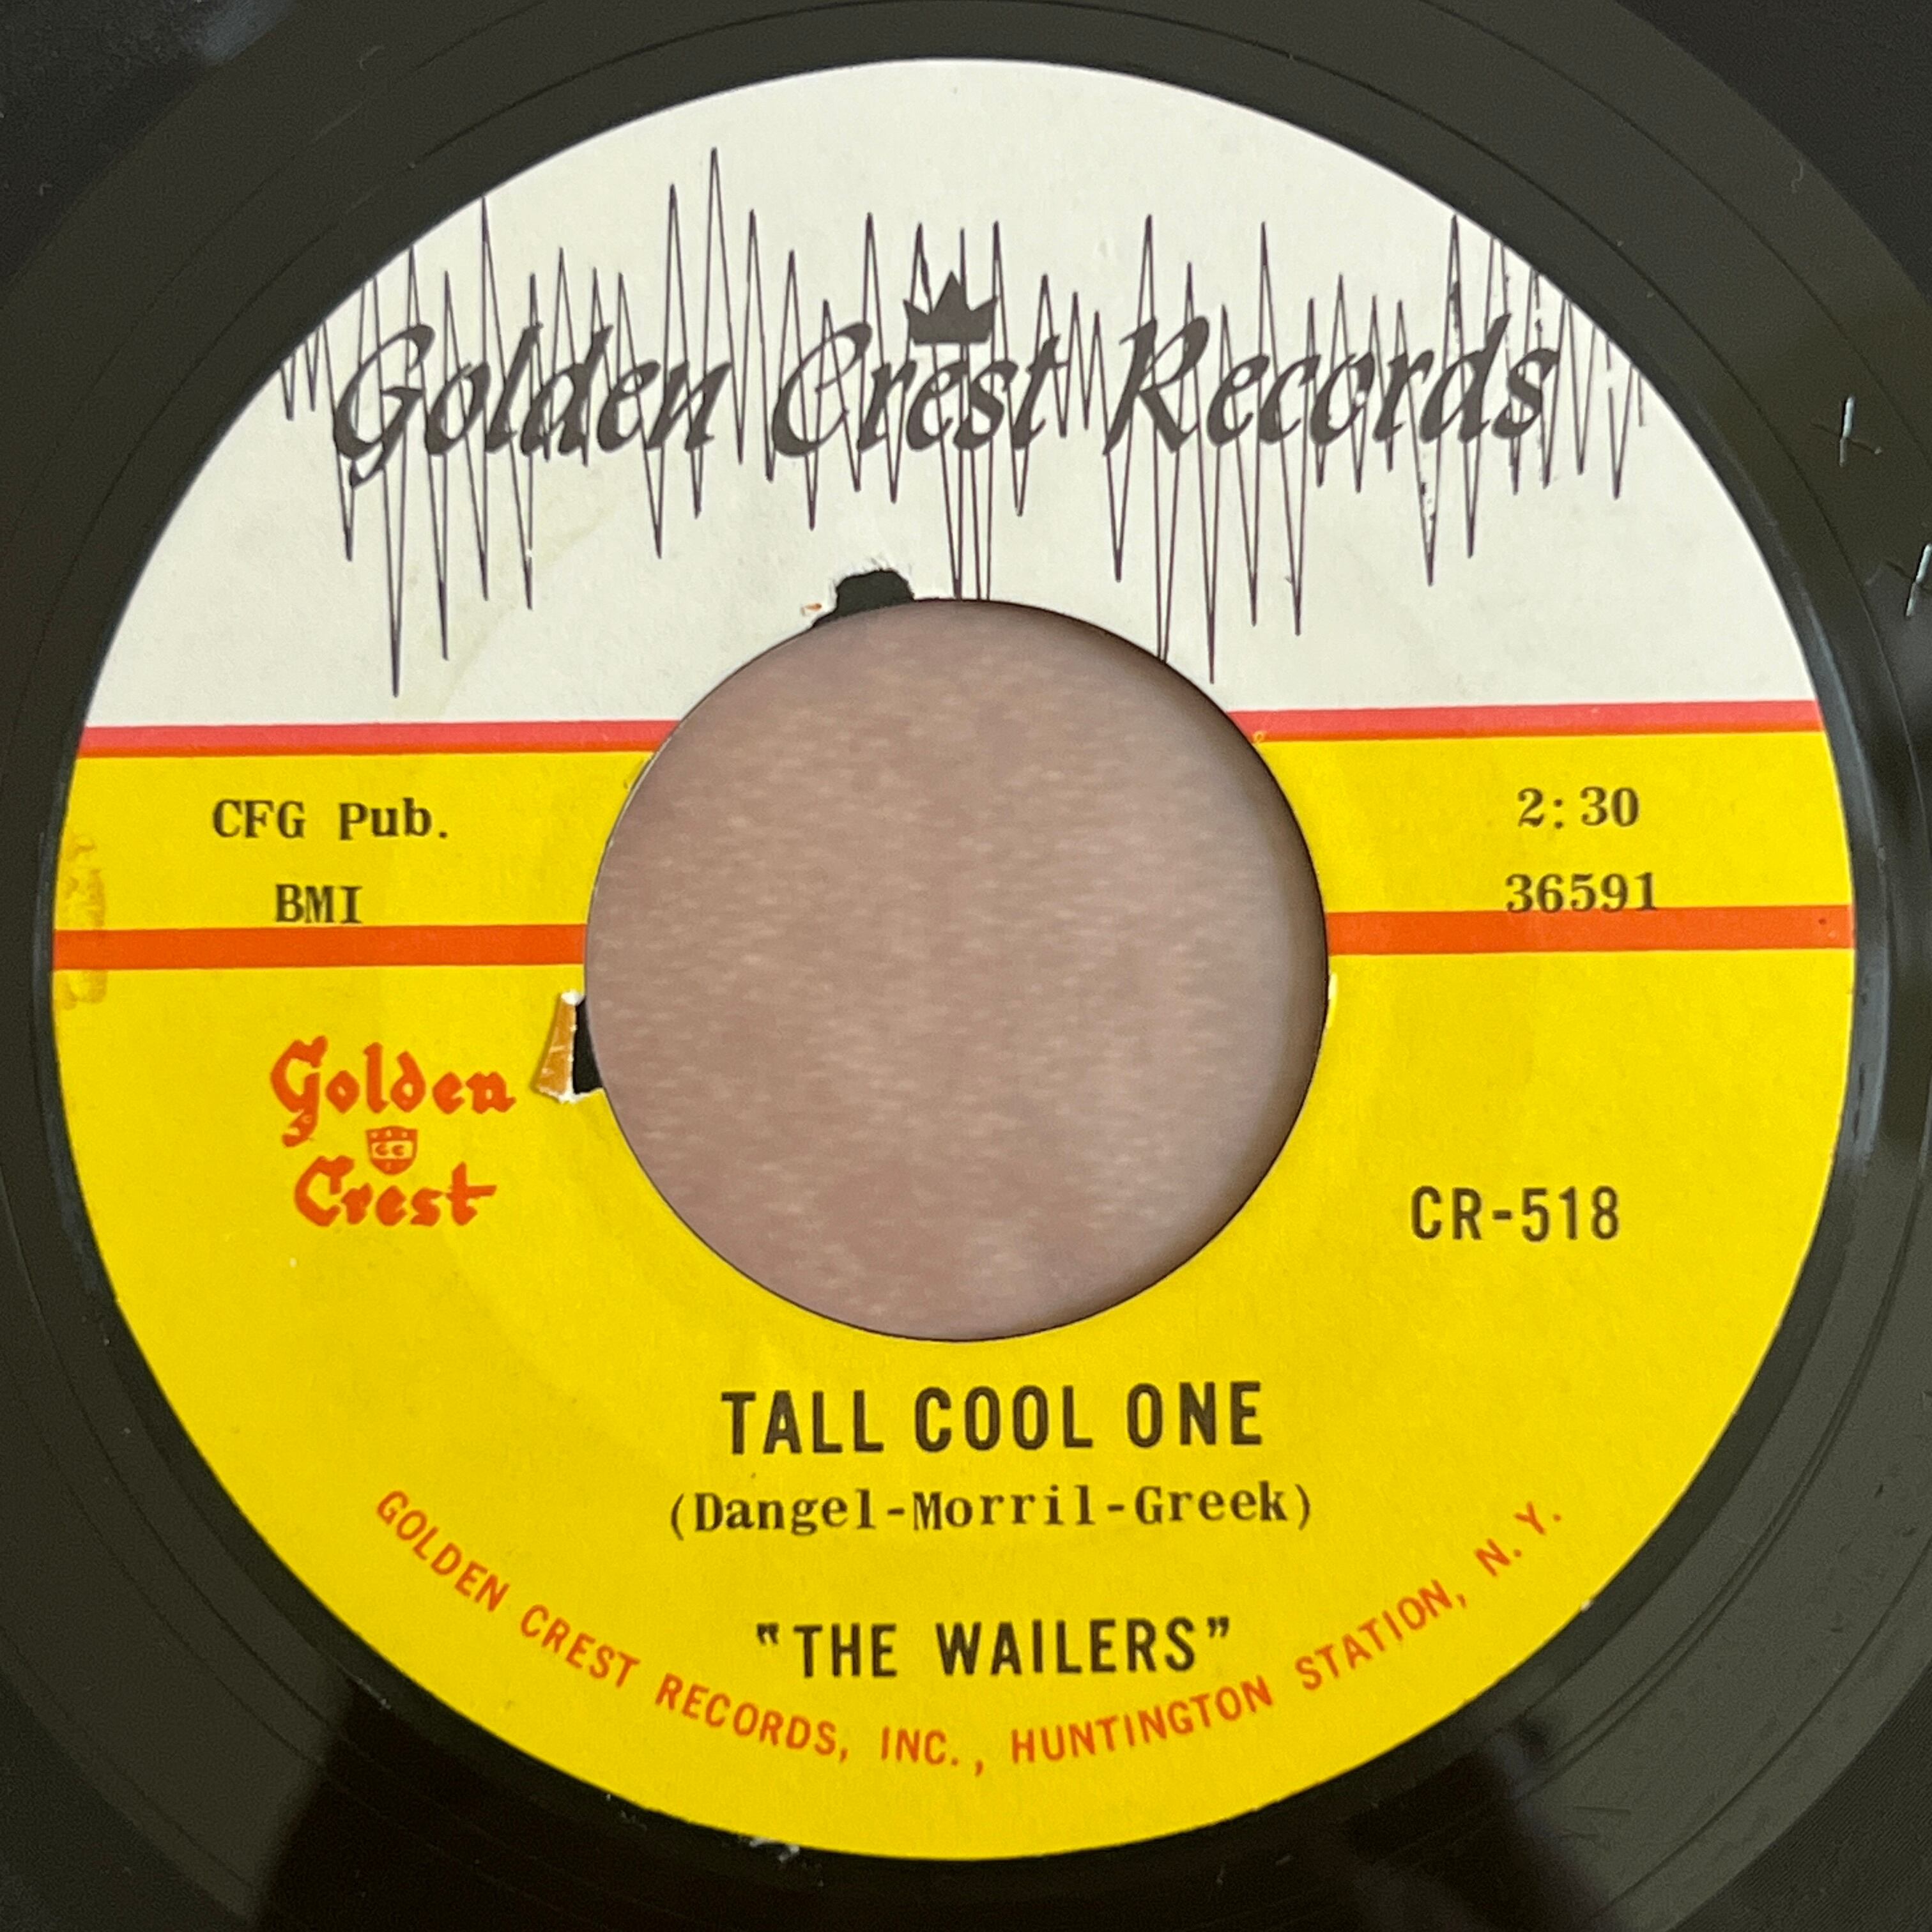 Golden Crest Records
CFG Pub.
BMI
2:30
36591
Golden
GC
Crest
CR-518
TALL COOL ONE
(Dangel-Morril-Greek)
"THE WAILERS"
GOLDEN CREST RECORDS, INC., HUNTINGTON STATION, N. Y.